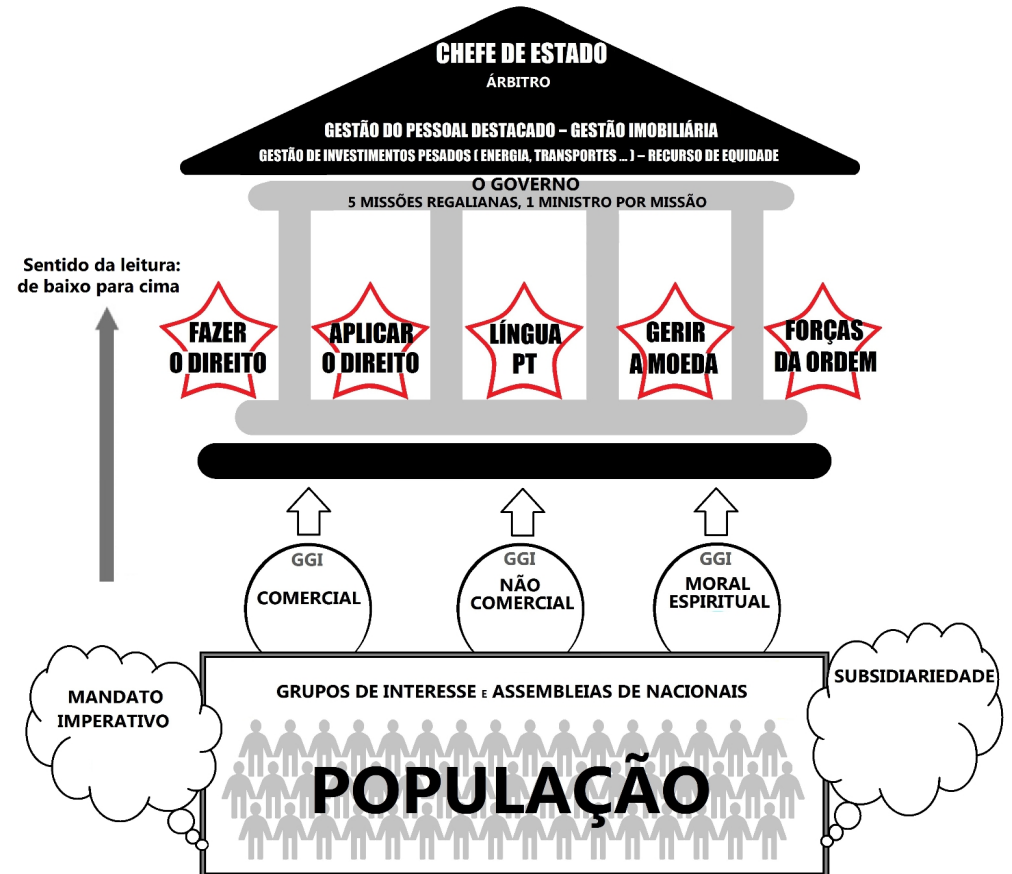 CHEFE DE ESTADO
ÁRBITRO
GESTÃO DO PESSOAL DESTACADO – GESTÃO IMOBILIÁRIA
GESTÃO DE INVESTIMENTOS PESADOS ( ENERGIA, TRANSPORTES ... ) – RECURSO DE EQUIDADE
O GOVERNO
5 MISSÕES REGALIANAS, 1 MINISTRO POR MISSÃO
Sentido da leitura:
de baixo para cima
FAZER
O DIREITO
APLICAR
O DIREITO
LÍNGUA
PT
GERIR
A MOEDA
FORÇAS
DA ORDEM
GGI
COMERCIAL
GGI
NÃO
COMERCIAL
GGI
MORAL
ESPIRITUAL
MANDATO
IMPERATIVO
SUBSIDIARIEDADE
GRUPOS DE INTERESSE E ASSEMBLEIAS DE NACIONAIS
POPULAÇÃO